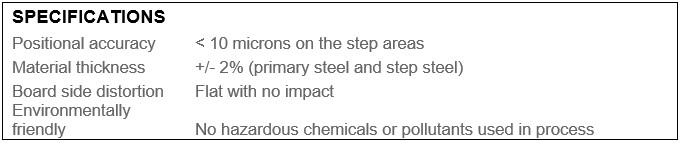 SPECIFICATIONS
Positional accuracy < 10 microns on the step areas
Material thickness +/- 2% (primary steel and step steel)
Board side distortion Flat with no impact
Environmentally
friendly No hazardous chemicals or pollutants used in process